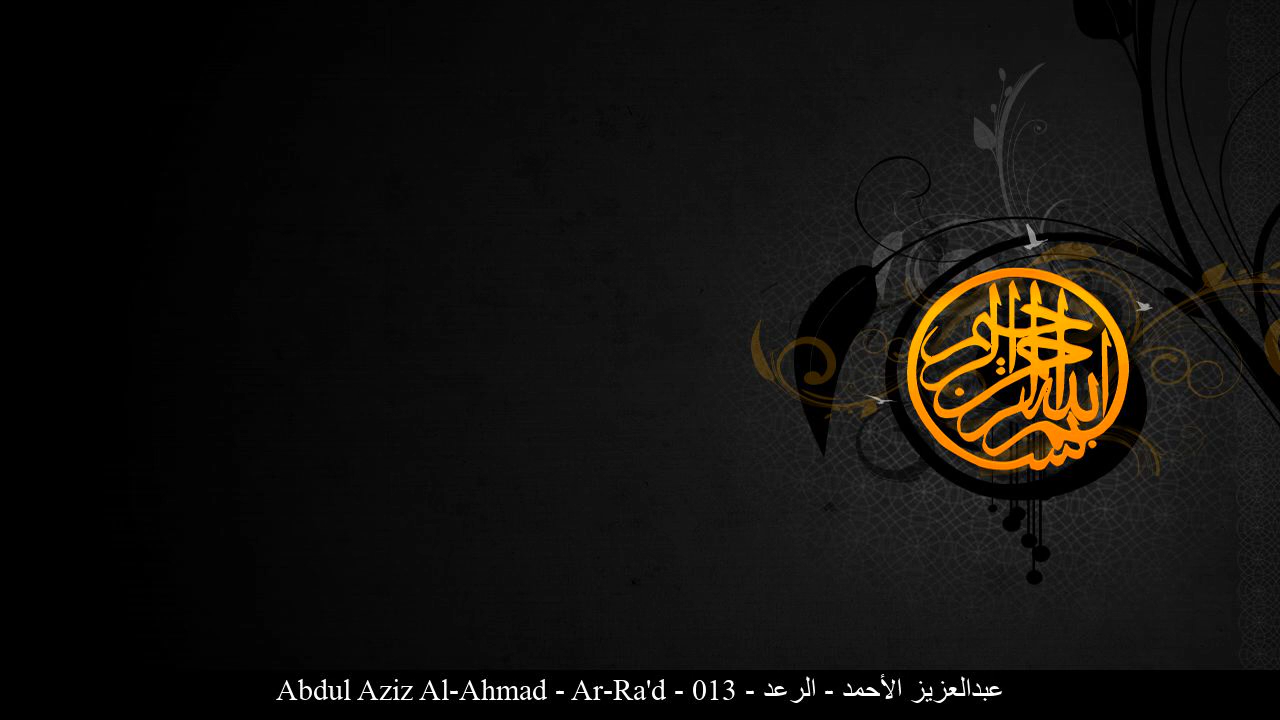 بسم الله الرحمن الرحيم
Abdul Aziz Al-Ahmad - Ar-Ra'd - 013 - عبدالعزيز الأحمد - الرعد